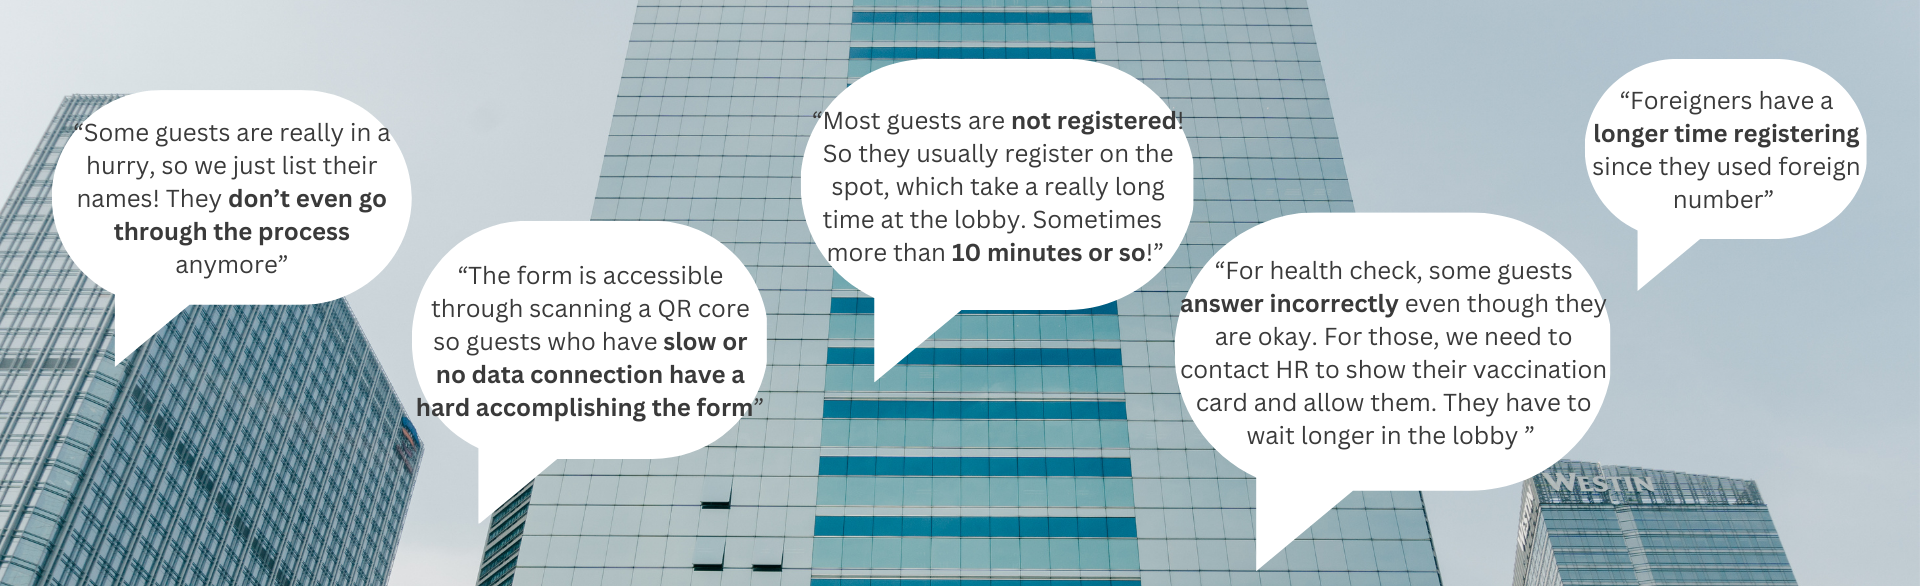 “Some guests are really in a
hurry, so we just list their
names! They don’t even go
through the process
anymore”
“The form is accessible
through scanning a QR core
so guests who have slow or
no data connection have a
hard accomplishing the form”
“Most guests are not registered!
So they usually register on the
spot, which take a really long
time at the lobby. Sometimes
more than 10 minutes or so!”
“For health check, some guests
answer incorrectly even though they
are okay. For those, we need to
contact HR to show their vaccination
card and allow them. They have to
wait longer in the lobby ”
“Foreigners have a
longer time registering
since they used foreign
number”
WESTIN